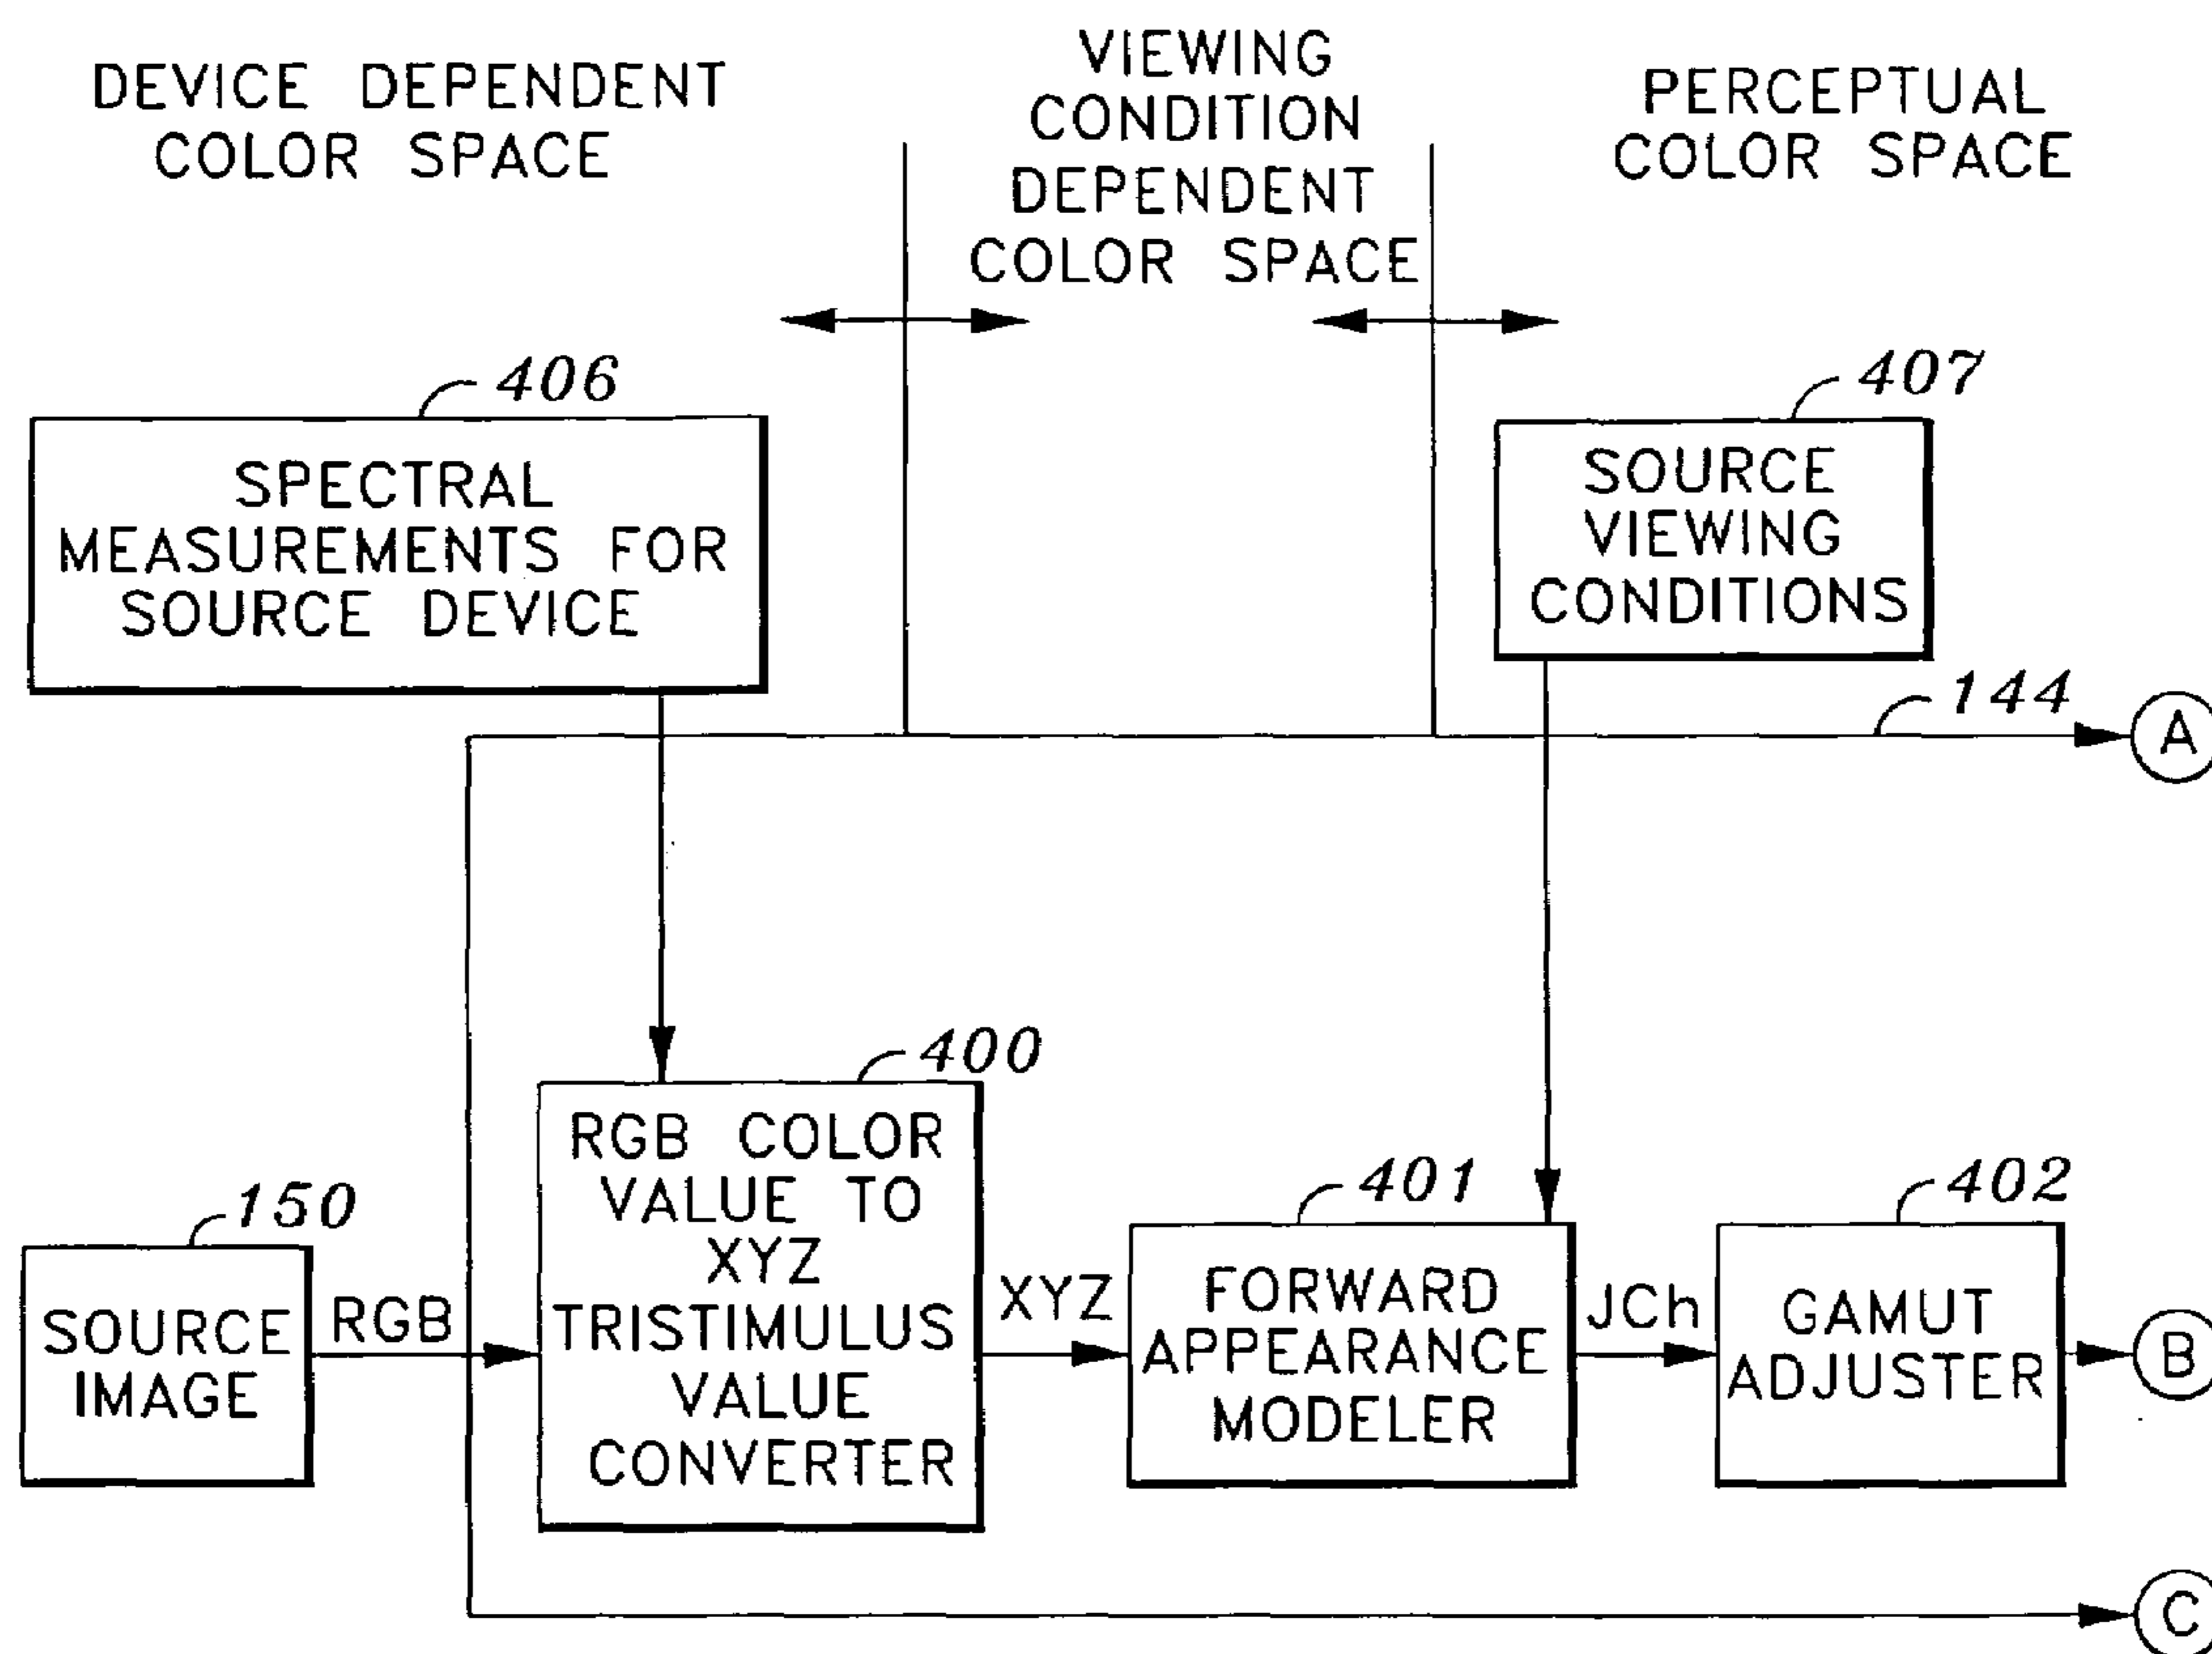 DEVICE DEPENDENT
COLOR SPACE
VIEWING
CONDITION
DEPENDENT
COLOR SPACE
PERCEPTUAL
COLOR SPACE
406
SPECTRAL
MEASUREMENTS FOR
SOURCE DEVICE
407
SOURCE
VIEWING
CONDITIONS
144
A
150
SOURCE
IMAGE
RGB
400
RGB COLOR
VALUE TO
XYZ
TRISTIMULUS
VALUE
CONVERTER
XYZ
401
FORWARD
APPEARANCE
MODELER
JCh
402
GAMUT
ADJUSTER
B
C